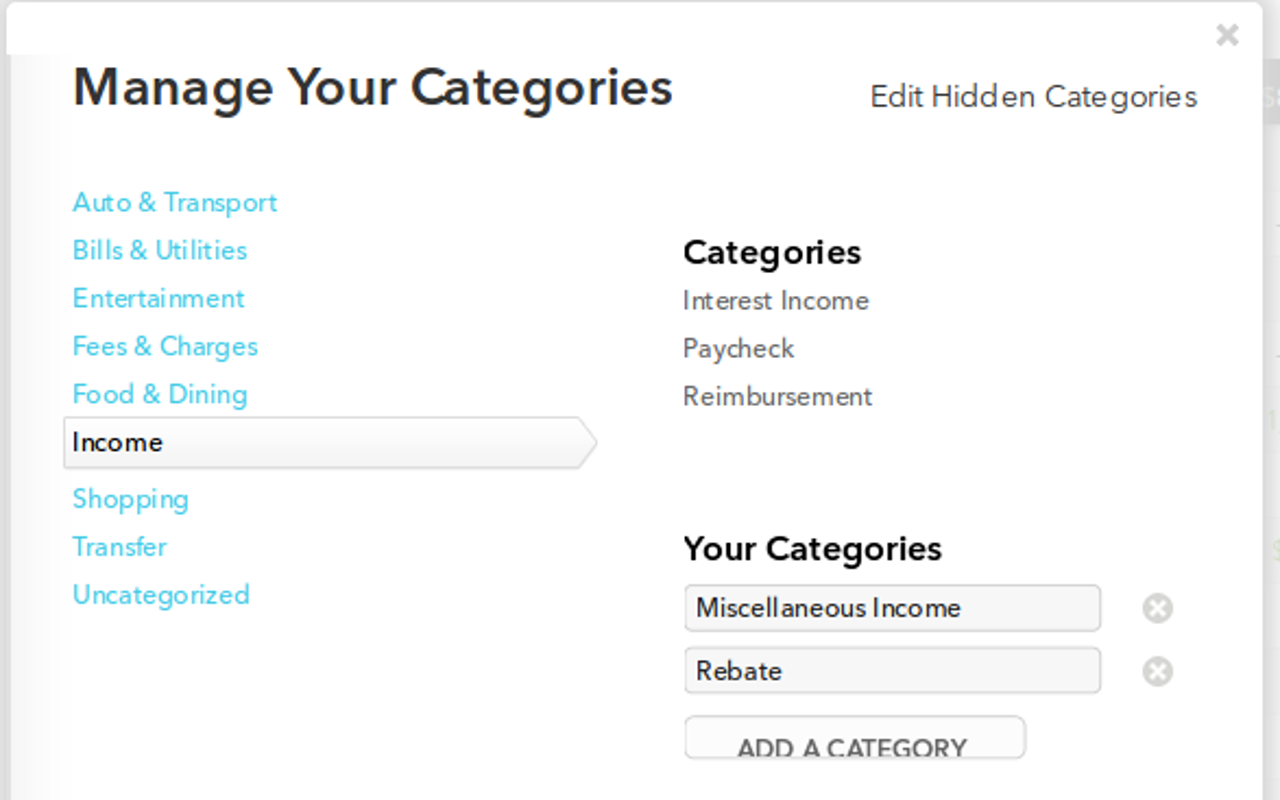 Manage Your Categories
Edit Hidden Categories
Auto & Transport
Bills & Utilities
Entertainment
Fees & Charges
Food & Dining
Income
Shopping
Transfer
Uncategorized
Categories
Interest Income
Paycheck
Reimbursement
Your Categories
Miscellaneous Income
Rebate
ADD A CATEGORY